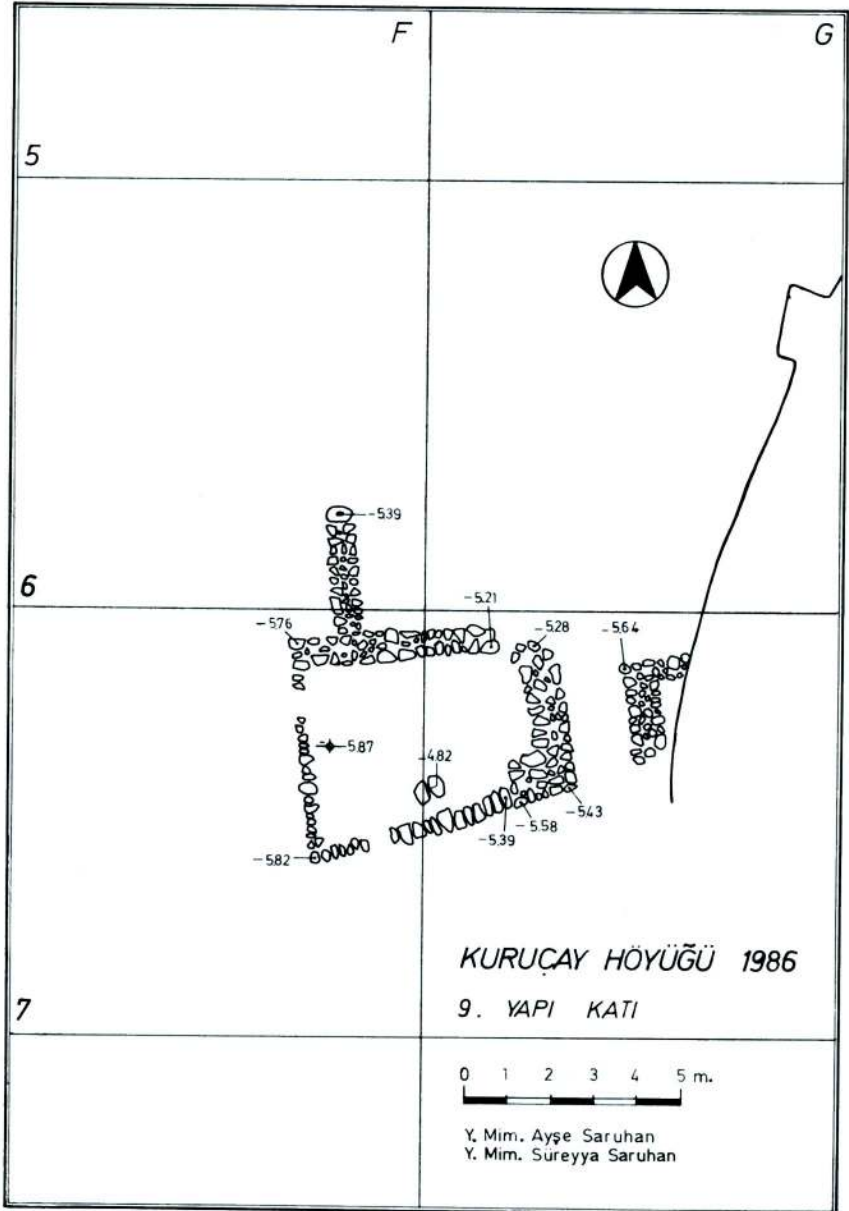 F G
5
-5.39
6
-5.76 -5.21 -5.28 -5.64
-5.87 -4.82
-5.39 -5.58 -5.43
-5.82
KURUÇAY HÖYÜĞÜ 1986
9. YAPI KATI
7
0 1 2 3 4 5 m.
Y. Mim. Ayşe Saruhan
Y. Mim. Süreyya Saruhan